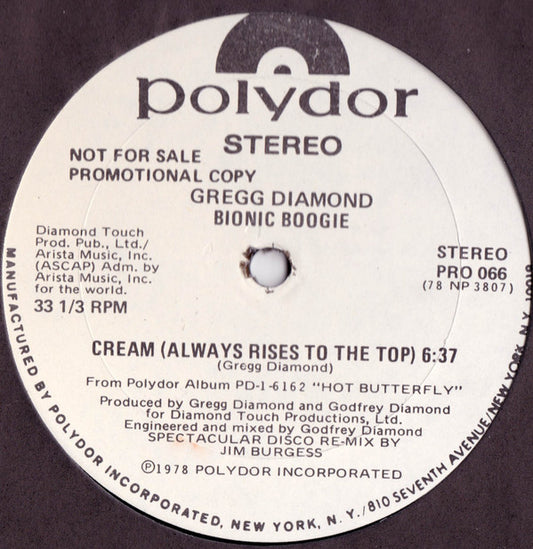 polydor
STEREO
NOT FOR SALE
PROMOTIONAL COPY
GREGG DIAMOND
BIONIC BOOGIE
Diamond Touch
Prod. Pub., Ltd./
Arista Music, Inc.
(ASCAP) Adm. by
Arista Music, Inc.
for the world.
33 1/3 RPM
STEREO
PRO 066
(78 NP 3807)
CREAM (ALWAYS RISES TO THE TOP) 6:37
(Gregg Diamond)
From Polydor Album PD-1-6162 "HOT BUTTERFLY"
Produced by Gregg Diamond and Godfrey Diamond
for Diamond Touch Productions, Ltd.
Engineered and mixed by Godfrey Diamond
SPECTACULAR DISCO RE-MIX BY
JIM BURGESS
℗1978 POLYDOR INCORPORATED
MANUFACTURED BY POLYDOR INCORPORATED, NEW YORK, N. Y./810 SEVENTH AVENUE/NEW YORK, N.Y. 10019